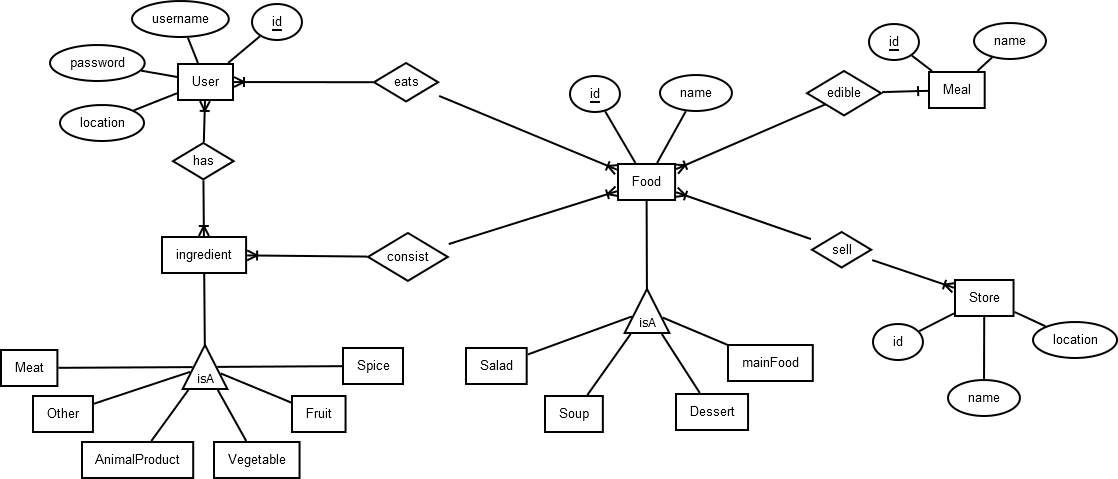 username
id
password
User
location
eats
has
id
name
id
name
edible
Meal
Food
ingredient
consist
sell
Store
id
location
name
isA
Meat
Spice
Other
Fruit
AnimalProduct
Vegetable
isA
Salad
mainFood
Soup
Dessert